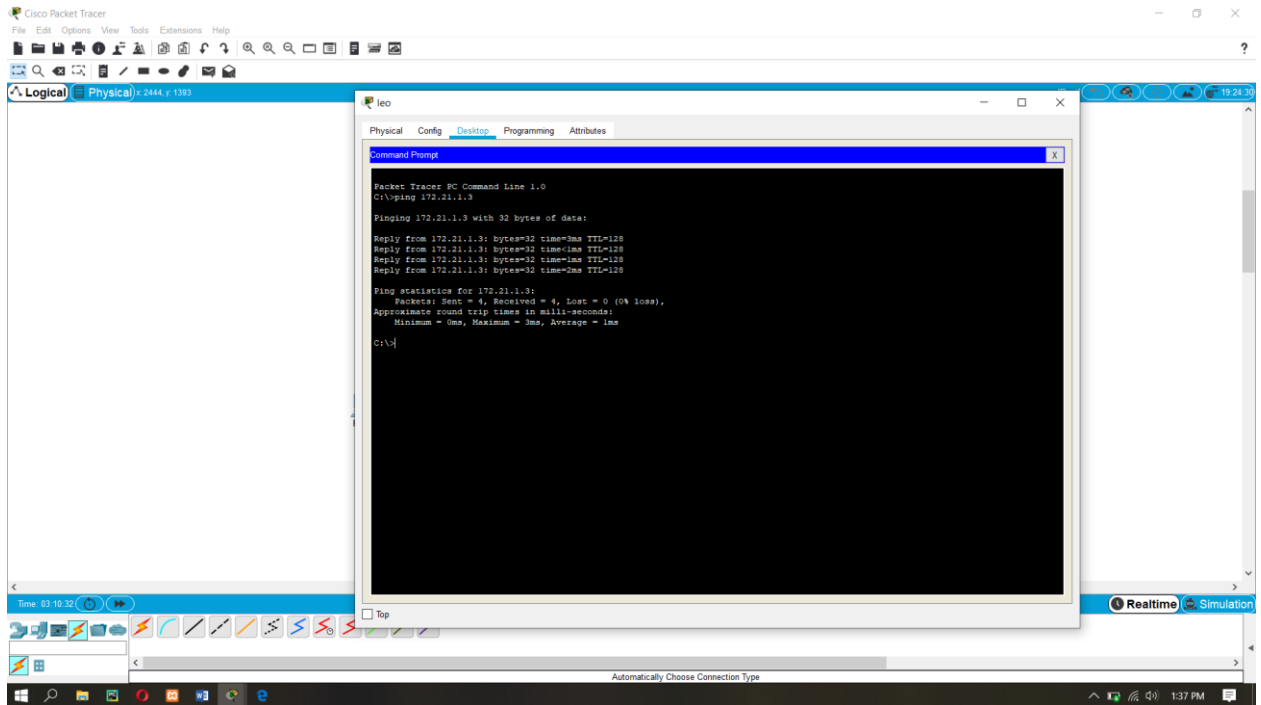 Cisco Packet Tracer
File Edit Options View Tools Extensions Help
?
Logical Physical x: 2444, y: 1393
19:24:30
leo
Physical Config Desktop Programming Attributes
Command Prompt
X
Packet Tracer PC Command Line 1.0
C:\>ping 172.21.1.3
Pinging 172.21.1.3 with 32 bytes of data:
Reply from 172.21.1.3: bytes=32 time=3ms TTL=128
Reply from 172.21.1.3: bytes=32 time<1ms TTL=128
Reply from 172.21.1.3: bytes=32 time=1ms TTL=128
Reply from 172.21.1.3: bytes=32 time=2ms TTL=128
Ping statistics for 172.21.1.3:
Packets: Sent = 4, Received = 4, Lost = 0 (0% loss),
Approximate round trip times in milli-seconds:
Minimum = 0ms, Maximum = 3ms, Average = 1ms
C:\>
Top
Time: 03:10:32
Realtime Simulation
Automatically Choose Connection Type
1:37 PM